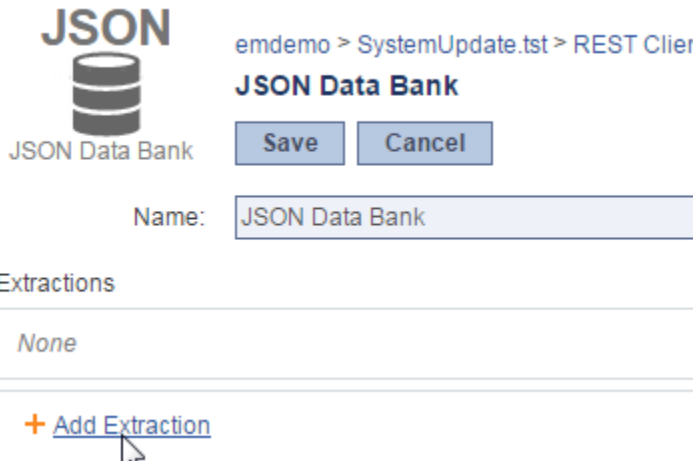 JSON
JSON Data Bank
emdemo > SystemUpdate.tst > REST Clien
JSON Data Bank
Save Cancel
Name: JSON Data Bank
Extractions
None
+ Add Extraction